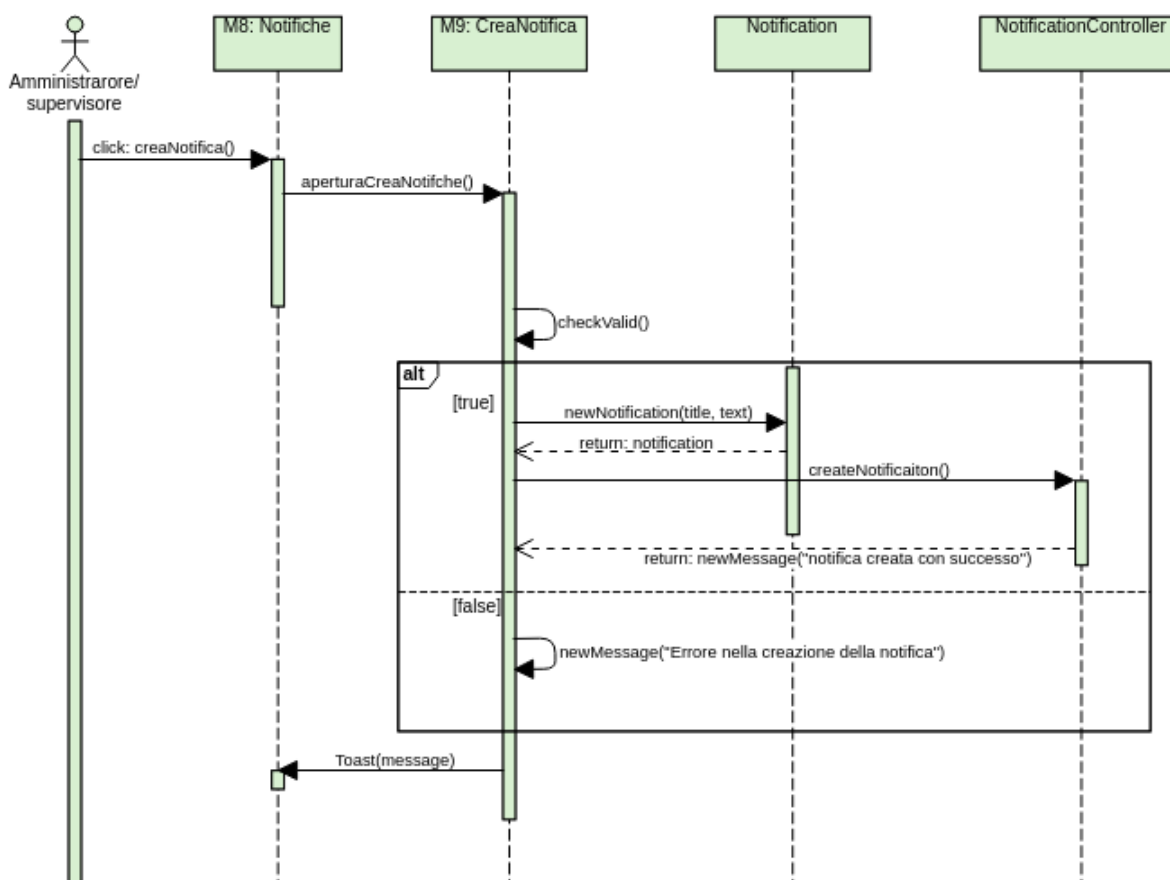 M8: Notifiche
M9: CreaNotifica
Notification
NotificationController
Amministrarore/
supervisore
click: creaNotifica()
aperturaCreaNotifche()
checkValid()
alt
[true]
newNotification(title, text)
return: notification
createNotificaiton()
return: newMessage("notifica creata con successo")
[false]
newMessage("Errore nella creazione della notifica")
Toast(message)